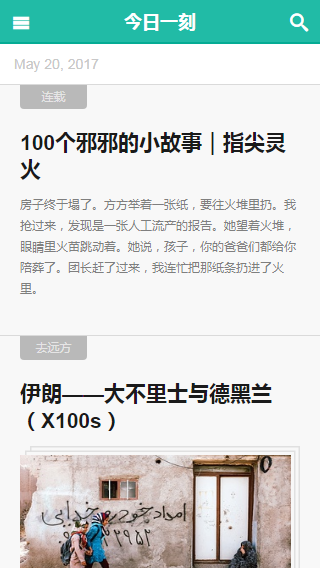 今日一刻
May 20, 2017
连载
100个邪邪的小故事｜指尖灵
火
房子终于塌了。方方举着一张纸，要往火堆里扔。我
抢过来，发现是一张人工流产的报告。她望着火堆，
眼睛里火苗跳动着。她说，孩子，你的爸爸们都给你
陪葬了。团长赶了过来，我连忙把那纸条扔进了火
里。
去远方
伊朗——大不里士与德黑兰
（X100s）
امداد خودرو خدایی